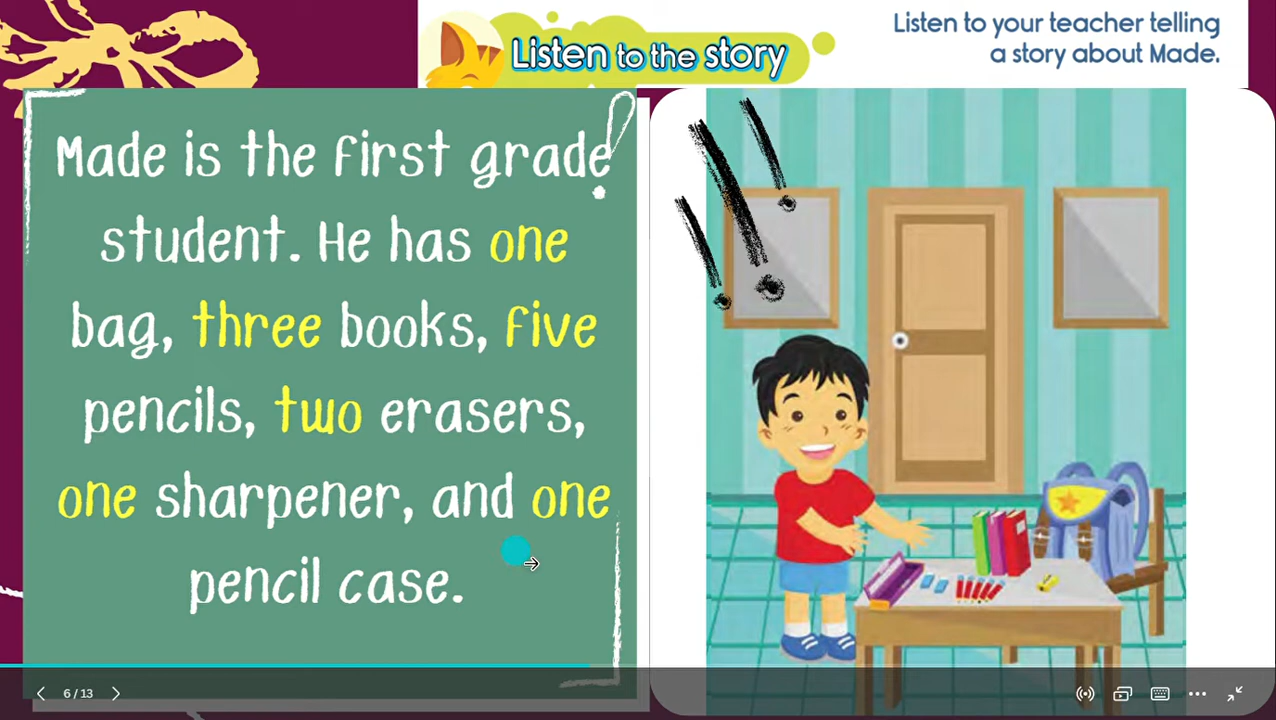 Listen to the story
Listen to your teacher telling
a story about Made.
Made is the first grade
student. He has one
bag, three books, five
pencils, two erasers,
one sharpener, and one
pencil case.
6 / 13